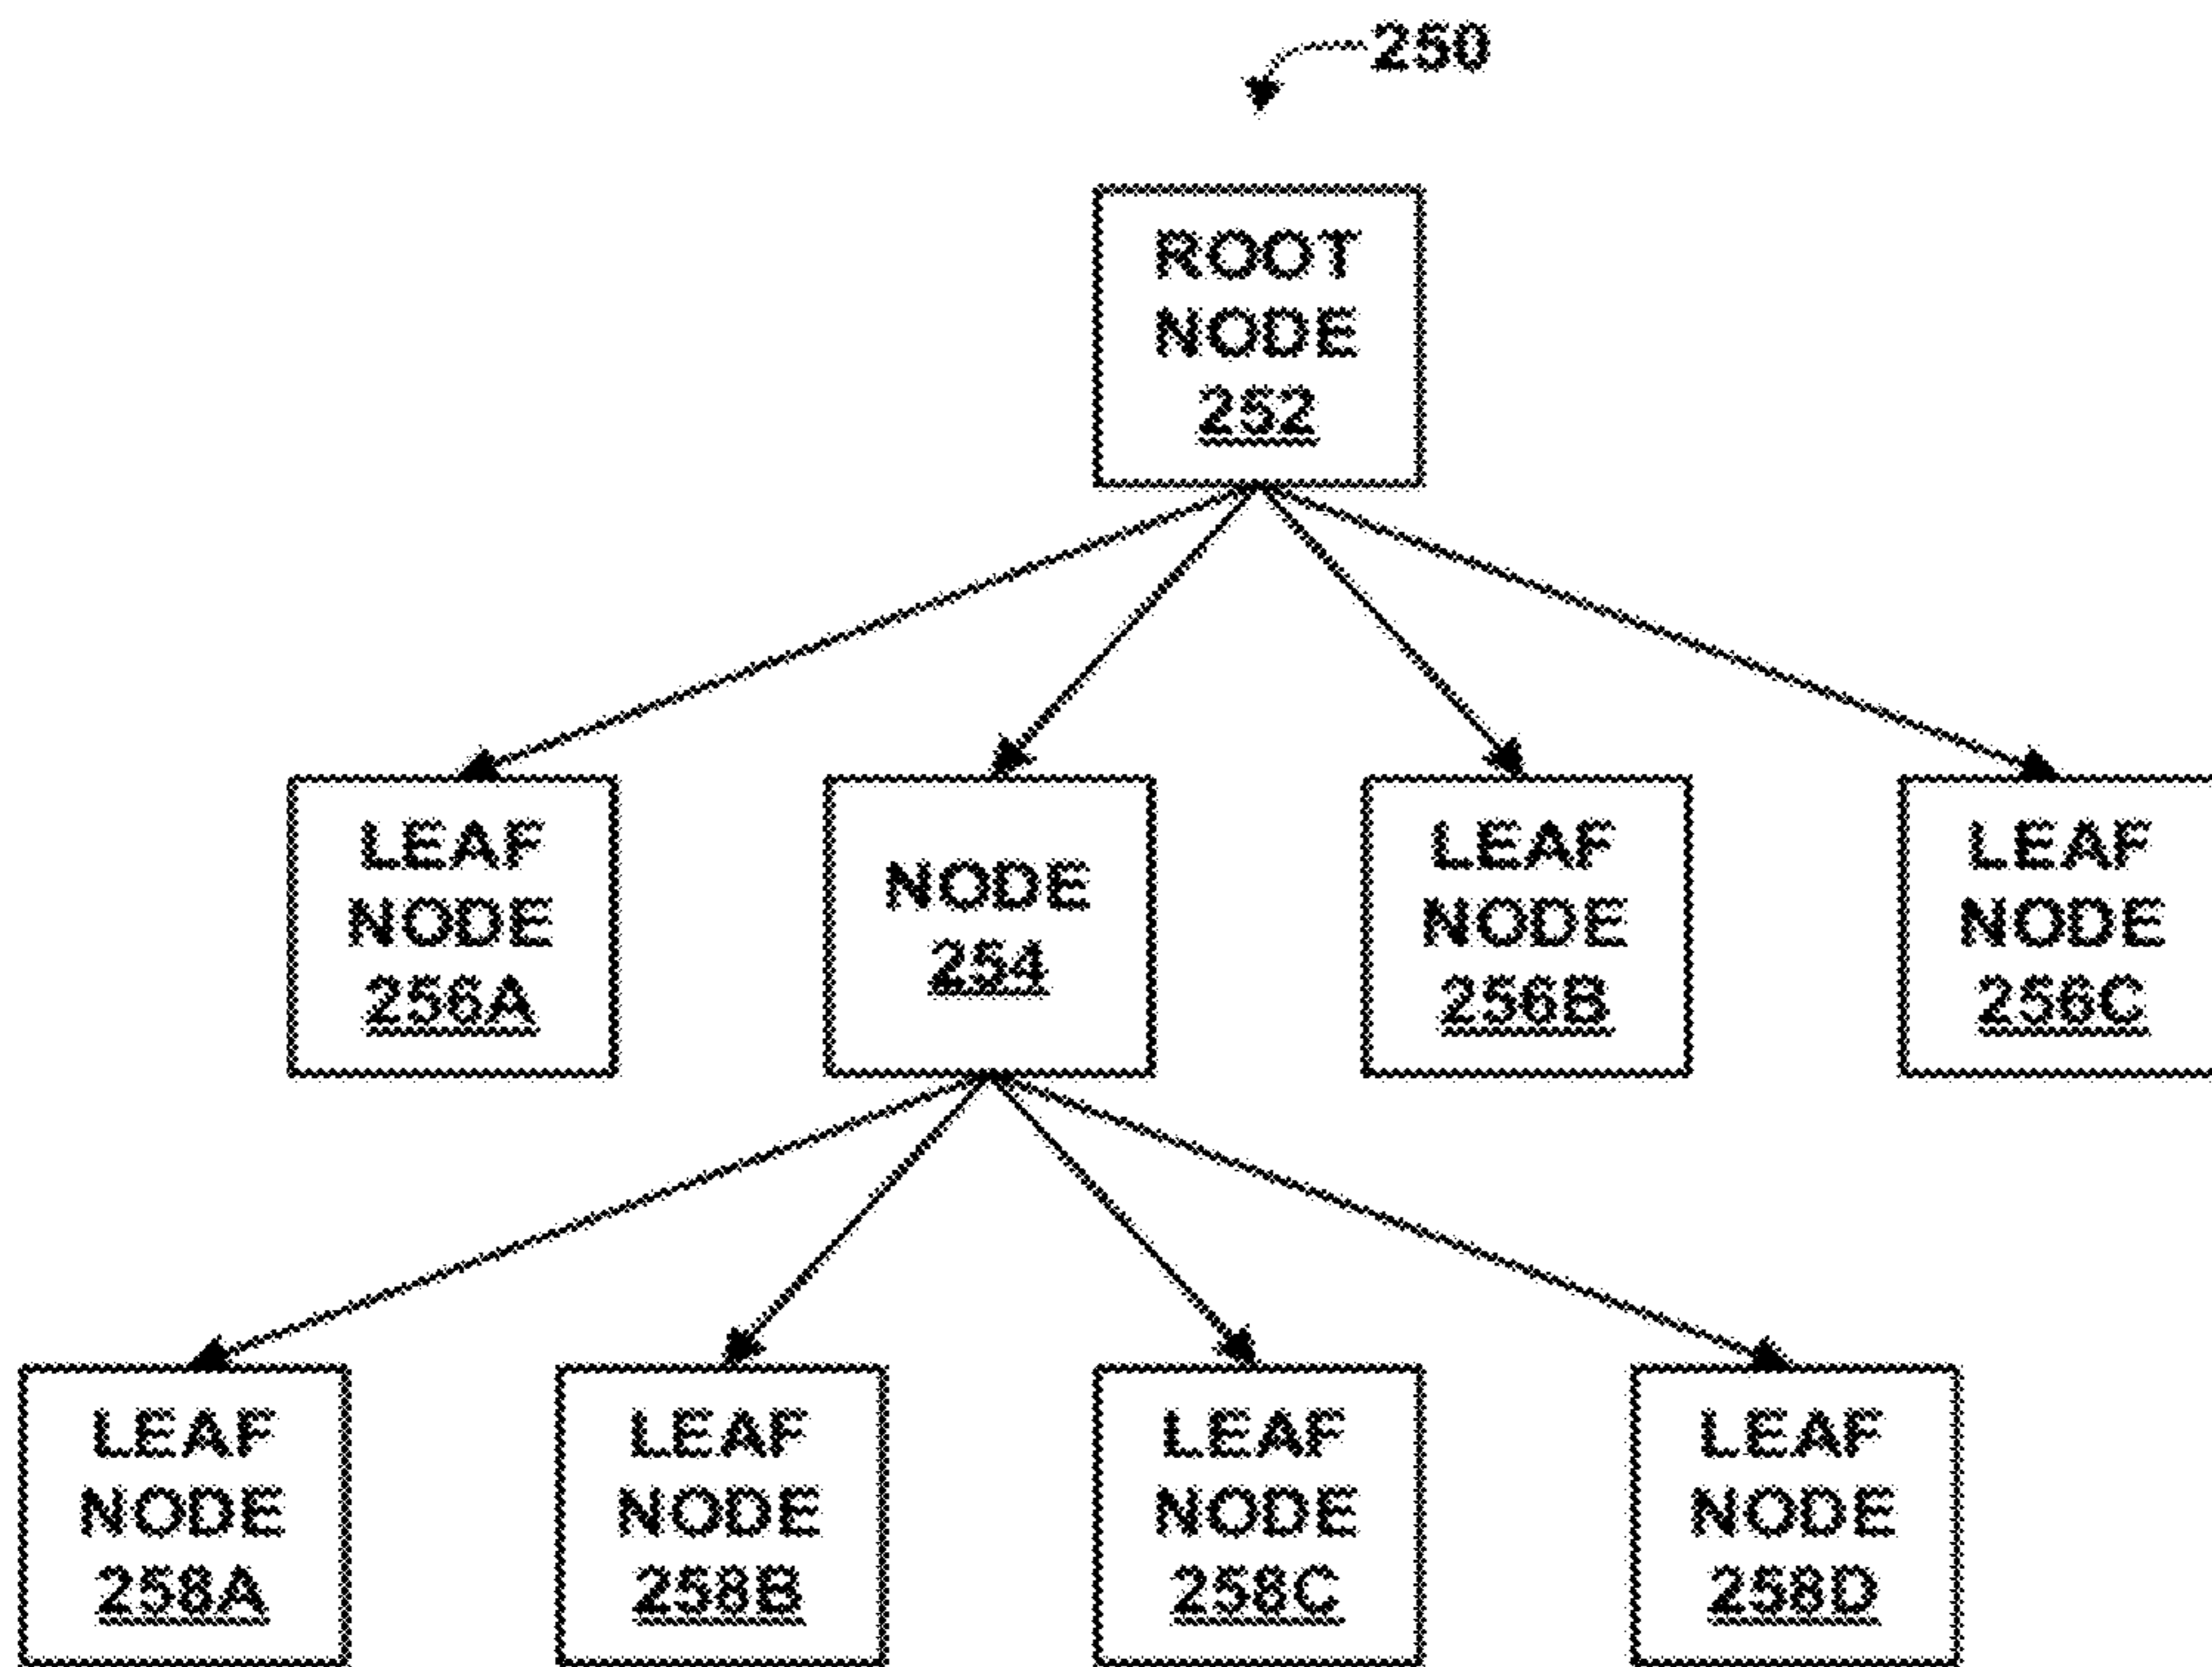 250
ROOT
NODE
252
LEAF
NODE
256A
NODE
254
LEAF
NODE
256B
LEAF
NODE
256C
LEAF
NODE
258A
LEAF
NODE
258B
LEAF
NODE
258C
LEAF
NODE
258D